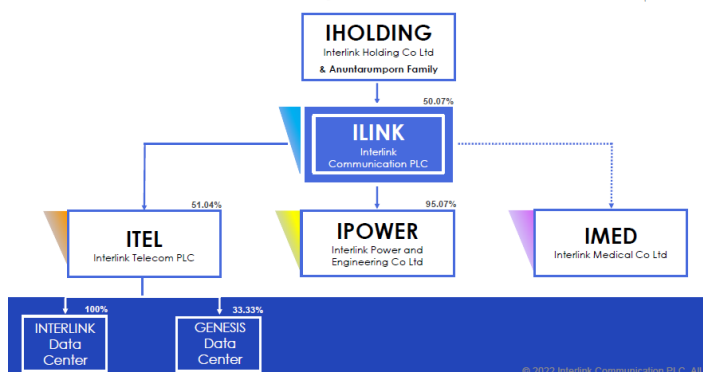 IHOLDING
Interlink Holding Co Ltd
& Anuntarumporn Family
50.07%
ILINK
Interlink
Communication PLC
51.04%
95.07%
ITEL
Interlink Telecom PLC
IPOWER
Interlink Power and
Engineering Co Ltd
IMED
Interlink Medical Co Ltd
100%
33.33%
INTERLINK
Data
Center
GENESIS
Data
Center
© 2022 Interlink Communication PLC. All